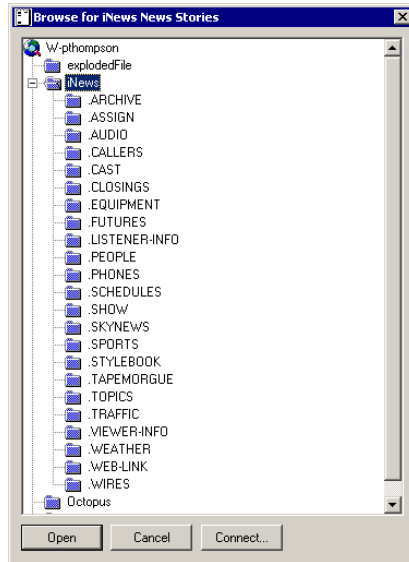 Browse for iNews News Stories
W-pthompson
explodedFile
iNews
.ARCHIVE
.ASSIGN
.AUDIO
.CALLERS
.CAST
.CLOSINGS
.EQUIPMENT
.FUTURES
.LISTENER-INFO
.PEOPLE
.PHONES
.SCHEDULES
.SHOW
.SKYNEWS
.SPORTS
.STYLEBOOK
.TAPEMORGUE
.TOPICS
.TRAFFIC
.VIEWER-INFO
.WEATHER
.WEB-LINK
.WIRES
Octopus
Open Cancel Connect...